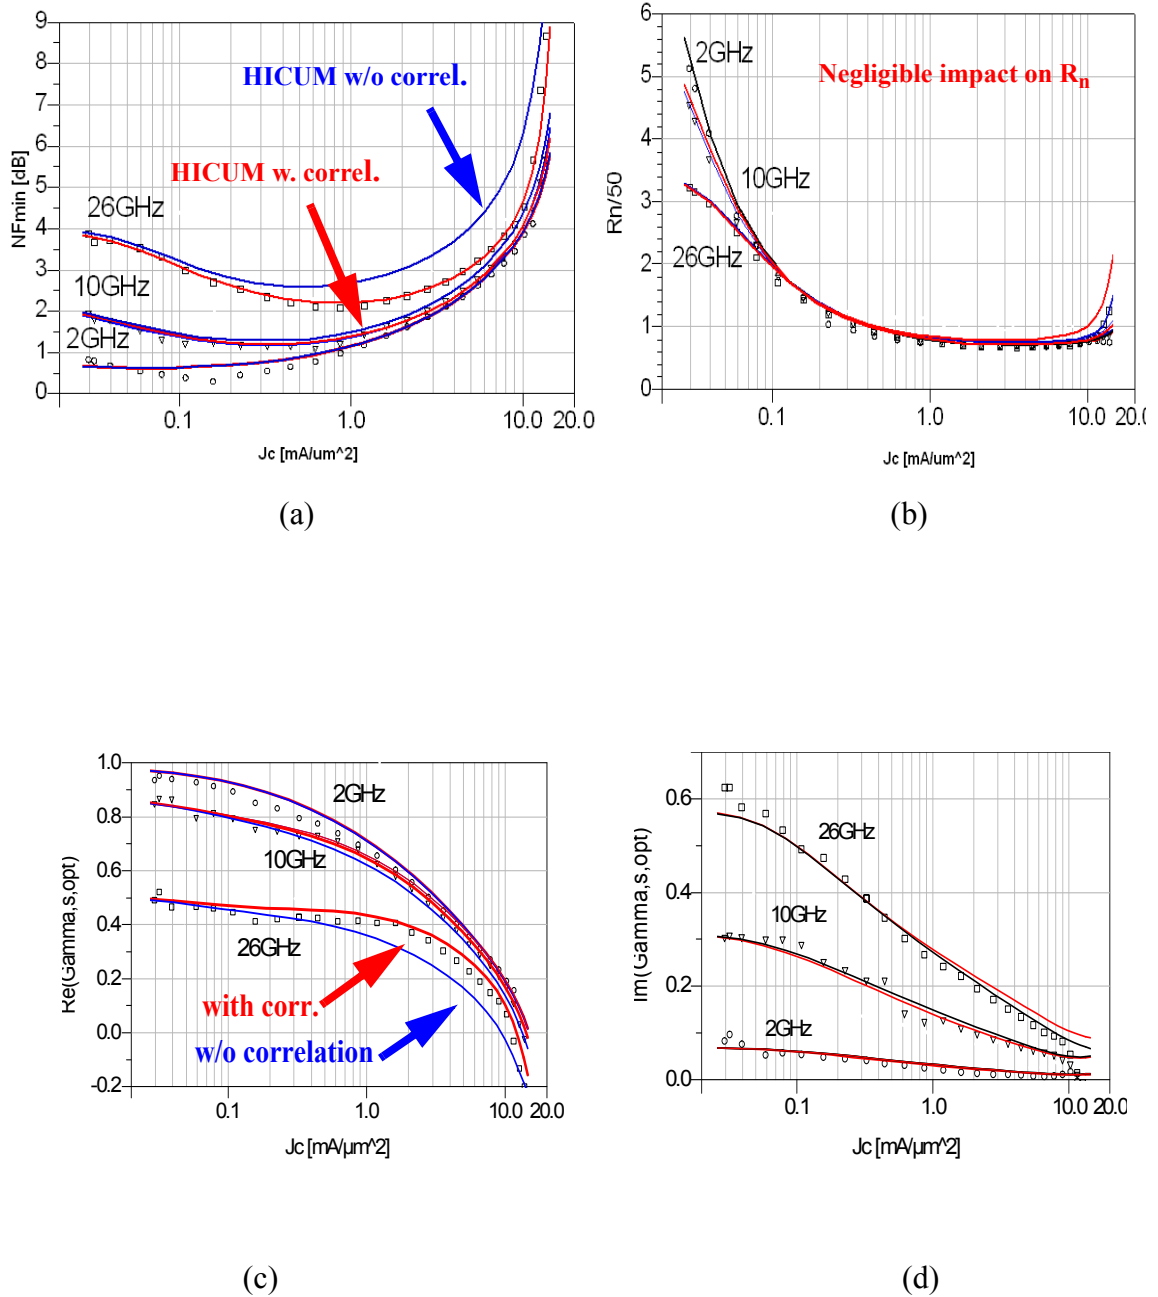 9
8
7
6
5
4
3
2
1
0
NFmin [dB]
HICUM w/o correl.
HICUM w. correl.
26GHz
10GHz
2GHz
0.1 1.0 10.0 20.0
Jc [mA/um^2]
(a)
6
5
4
3
2
1
0
Rn/50
2GHz
Negligible impact on Rn
10GHz
26GHz
0.1 1.0 10.0 20.0
Jc [mA/um^2]
(b)
1.0
0.8
0.6
0.4
0.2
0.0
-0.2
Re(Gamma,s,opt)
2GHz
10GHz
26GHz
with corr.
w/o correlation
0.1 1.0 10.0 20.0
Jc [mA/µm^2]
(c)
0.6
0.4
0.2
0.0
Im(Gamma,s,opt)
26GHz
10GHz
2GHz
0.1 1.0 10.0 20.0
Jc [mA/µm^2]
(d)